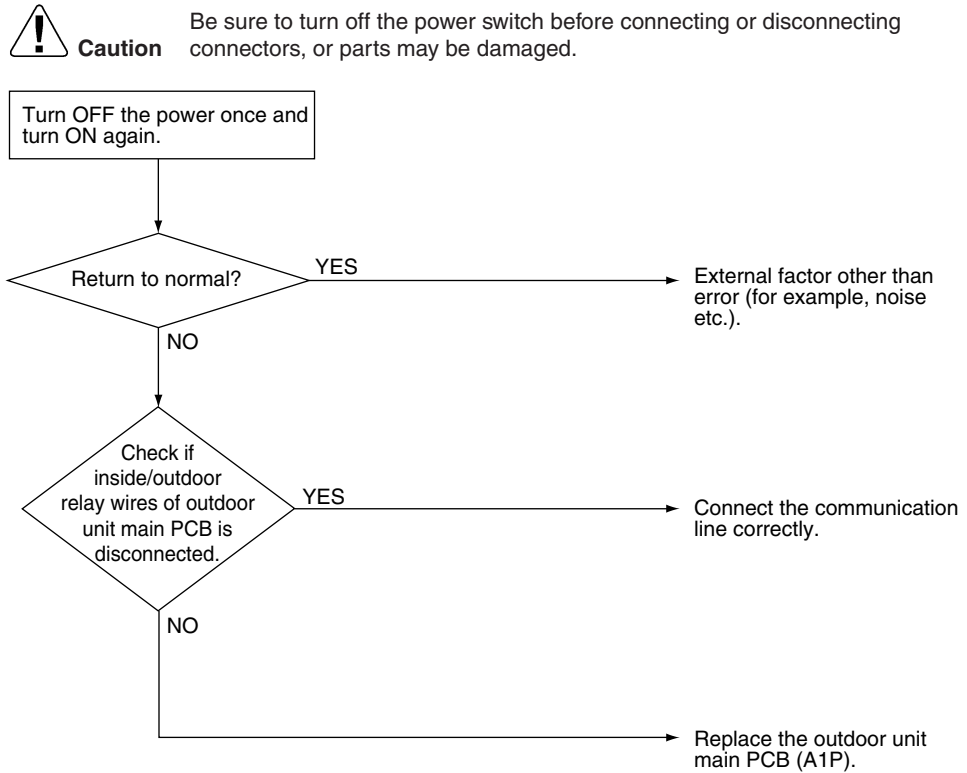 Be sure to turn off the power switch before connecting or disconnecting
Caution connectors, or parts may be damaged.
Turn OFF the power once and
turn ON again.
Return to normal?
YES
External factor other than
error (for example, noise
etc.).
NO
Check if
inside/outdoor
relay wires of outdoor
unit main PCB is
disconnected.
YES
Connect the communication
line correctly.
NO
Replace the outdoor unit
main PCB (A1P).